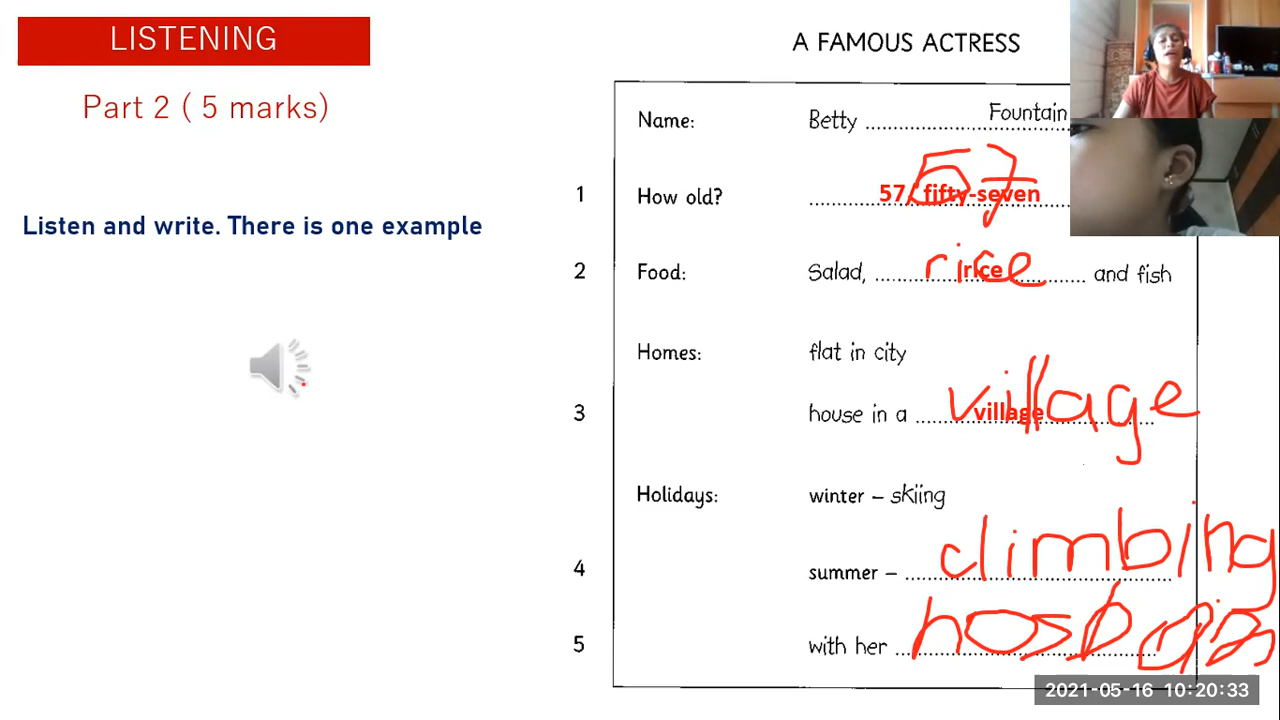 LISTENING
Part 2 ( 5 marks)
Listen and write. There is one example
A FAMOUS ACTRESS
Name: Betty Fountain
1 How old? 57/ fifty-seven 57
2 Food: Salad, rice rice and fish
Homes: flat in city
3 house in a village village
Holidays: winter – skiing
4 summer – climbing
5 with her
2021-05-16 10:20:33